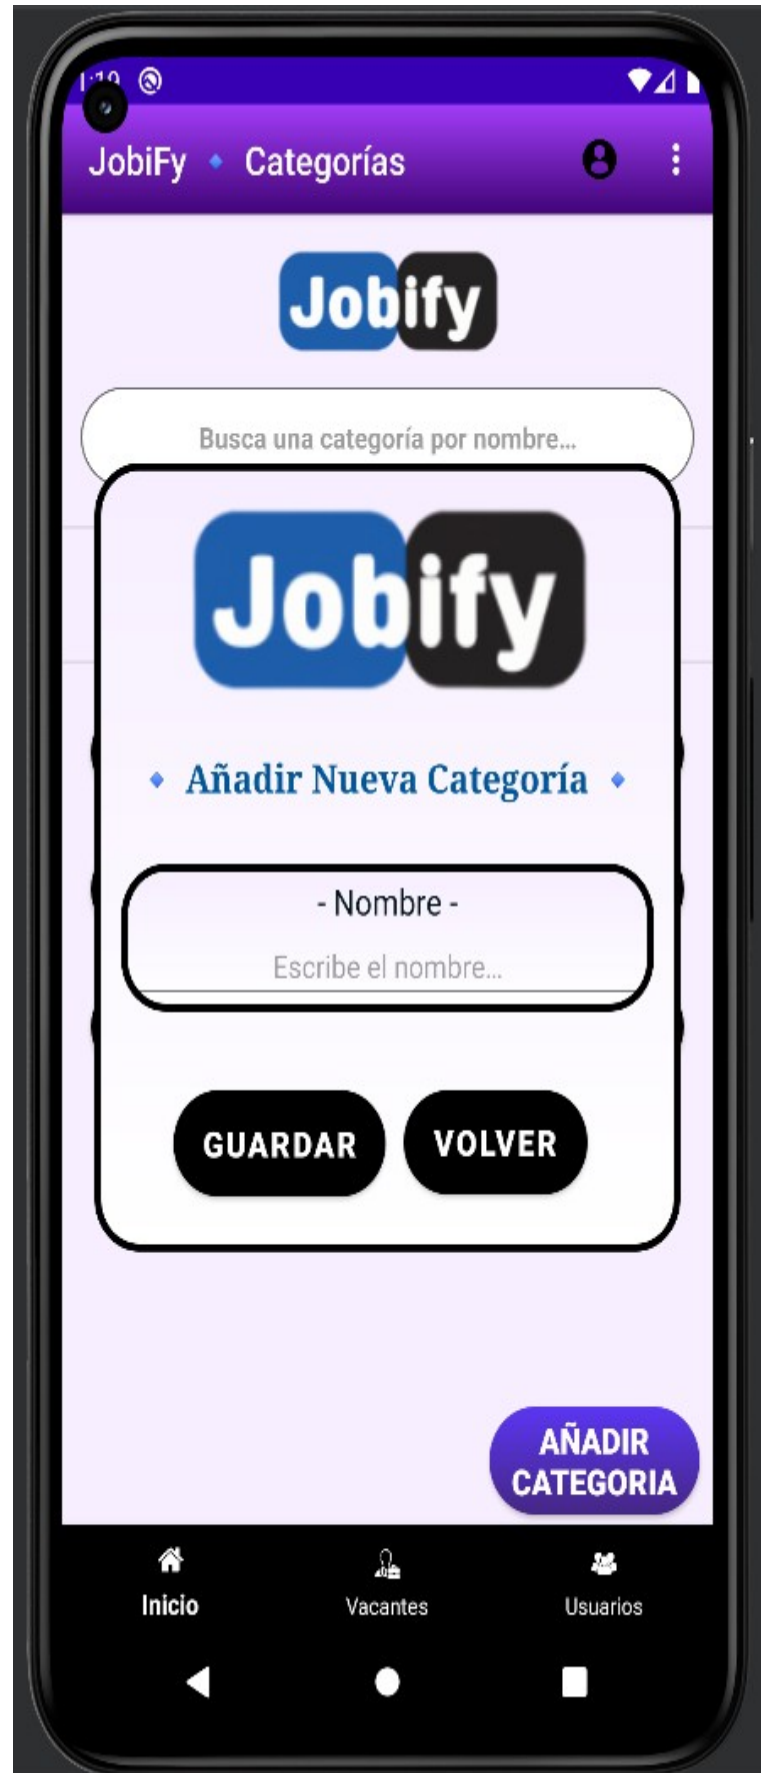 JobiFy 🔹 Categorías
Jobify
Busca una categoría por nombre...
Jobify
🔹 Añadir Nueva Categoría 🔹
- Nombre -
Escribe el nombre...
GUARDAR VOLVER
AÑADIR
CATEGORIA
Inicio Vacantes Usuarios